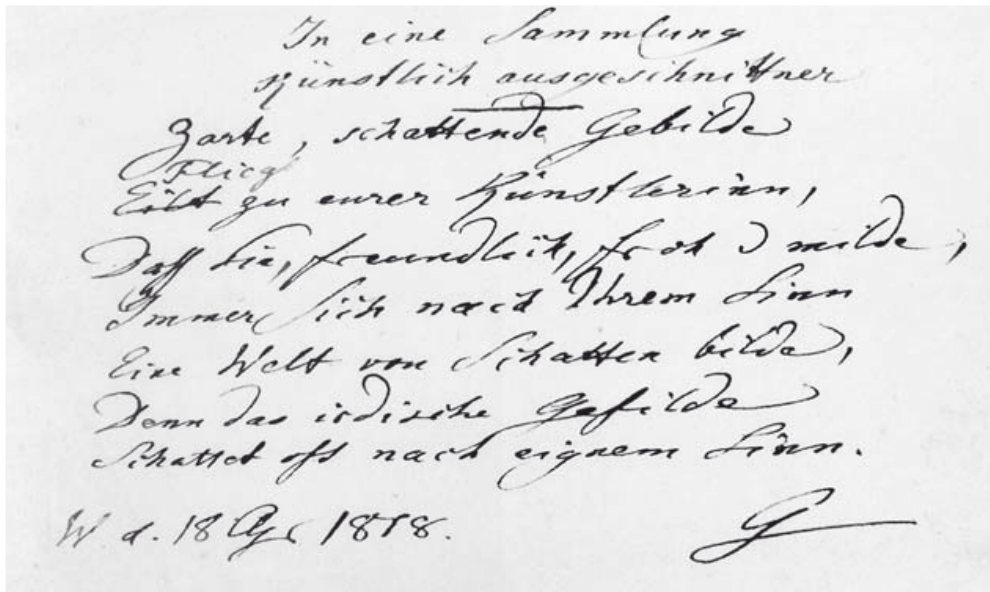 In eine Sammlung
Künstlich ausgeschnittner
Zarte, schattende Gebilde
Flieg
Eilt zu eurer Künstlerinn,
Dass Sie, freundlich, froh u milde,
Immer Sich nach Ihrem Sinn
Eine Welt von Schatten bilde,
Denn das irdische Gefilde
Schattet oft nach eignem Sinn.
W d. 18 1818.
G